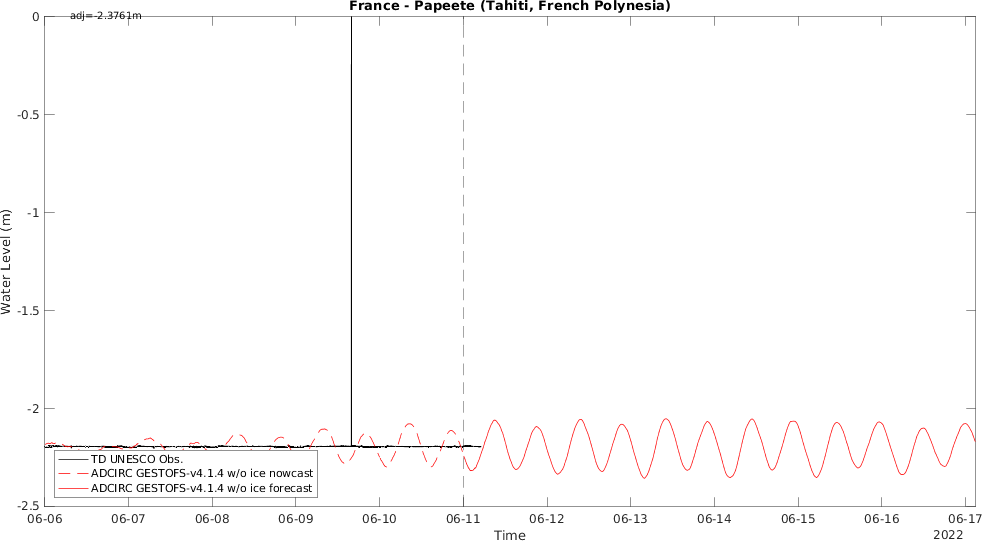 France - Papeete (Tahiti, French Polynesia)
adj=-2.3761m
0
-0.5
-1
-1.5
-2
-2.5
Water Level (m)
TD UNESCO Obs.
ADCIRC GESTOFS-v4.1.4 w/o ice nowcast
ADCIRC GESTOFS-v4.1.4 w/o ice forecast
06-06 06-07 06-08 06-09 06-10 06-11 06-12 06-13 06-14 06-15 06-16 06-17
Time
2022